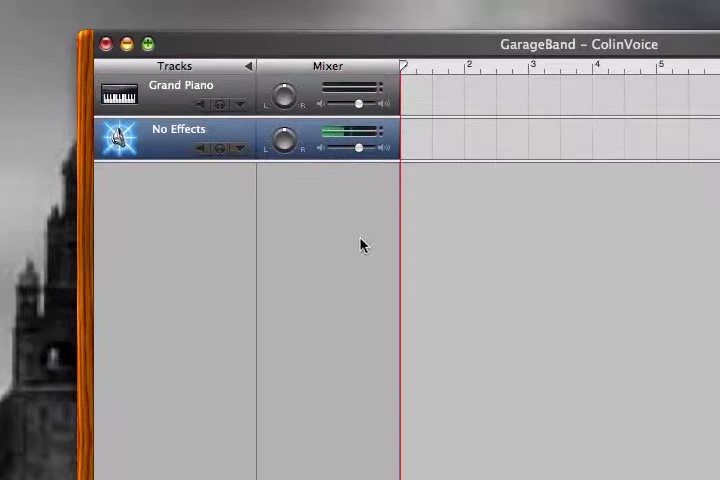 GarageBand – ColinVoice
Tracks
Mixer
2
3
4
5
Grand Piano
L
R
No Effects
L
R